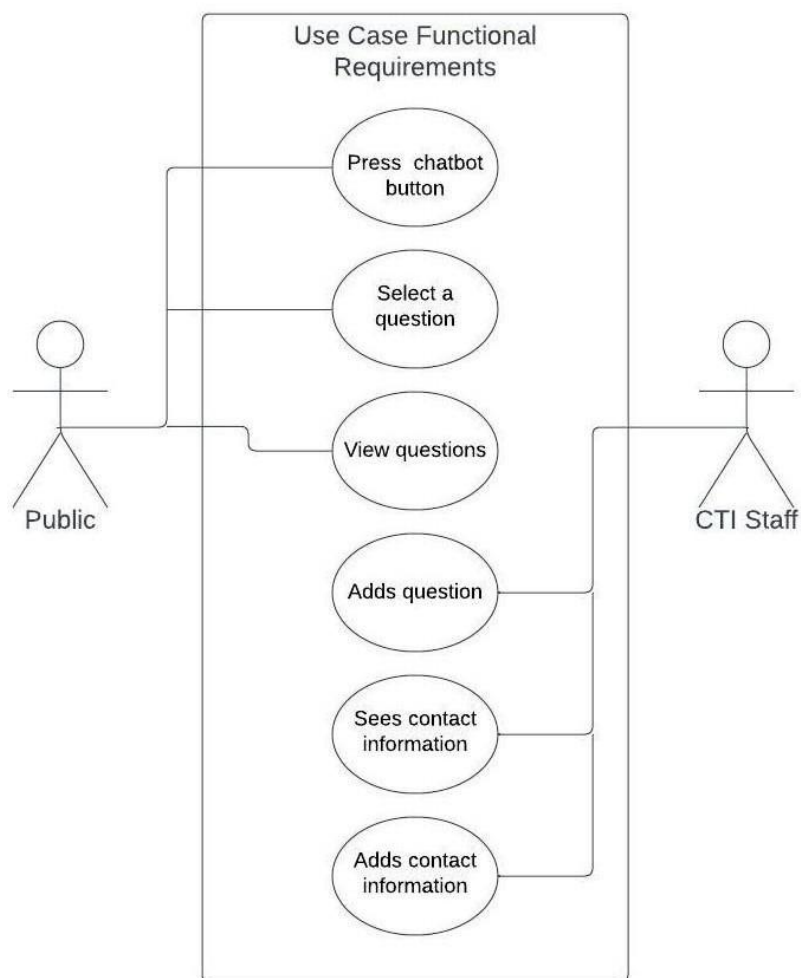 Use Case Functional
Requirements
Press chatbot
button
Select a
question
View questions
Public
CTI Staff
Adds question
Sees contact
information
Adds contact
information